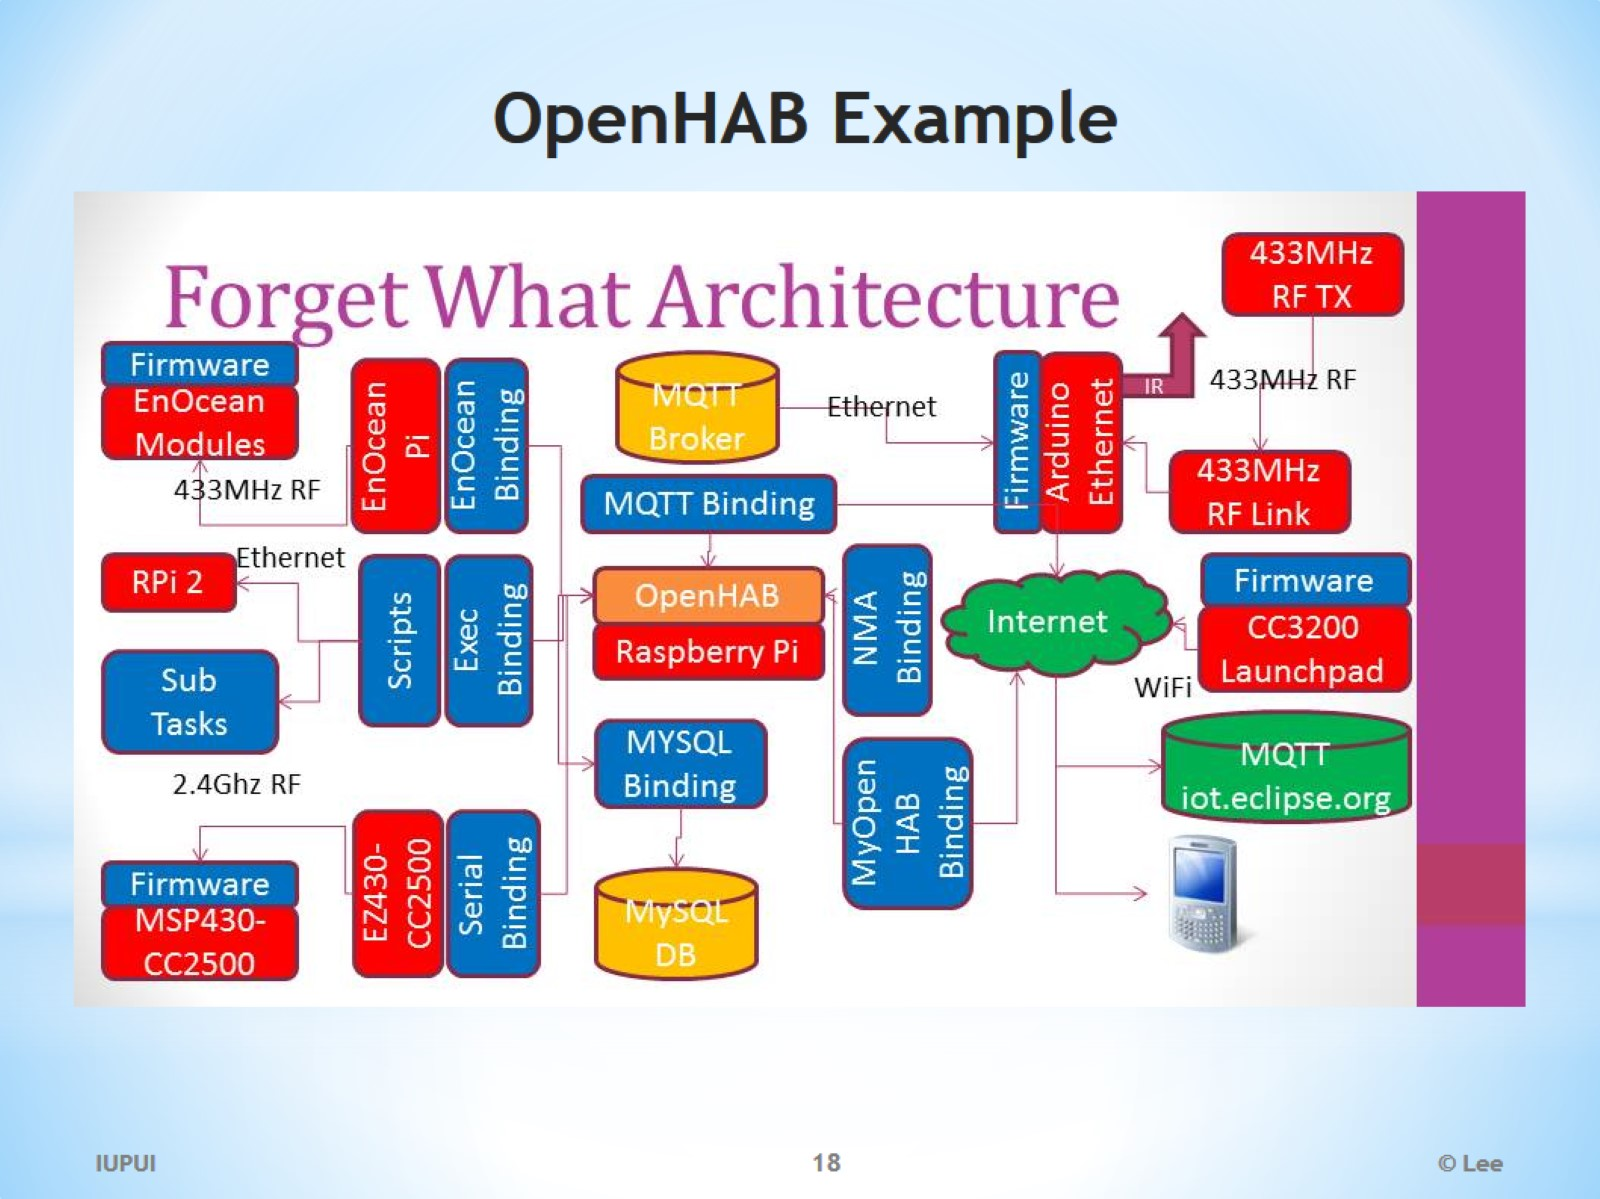 OpenHAB Example
Forget What Architecture
433MHz
RF TX
Firmware
EnOcean
Modules
433MHz RF
EnOcean
Pi
EnOcean
Binding
MQTT
Broker
Ethernet
Firmware
Arduino
Ethernet
IR
433MHz RF
433MHz
RF Link
MQTT Binding
RPi 2
Ethernet
Scripts
Exec
Binding
OpenHAB
Raspberry Pi
NMA
Binding
Internet
Firmware
CC3200
Launchpad
WiFi
Sub
Tasks
MYSQL
Binding
MyOpen
HAB
Binding
MQTT
iot.eclipse.org
2.4Ghz RF
Firmware
MSP430-
CC2500
EZ430-
CC2500
Serial
Binding
MySQL
DB
IUPUI
18
© Lee